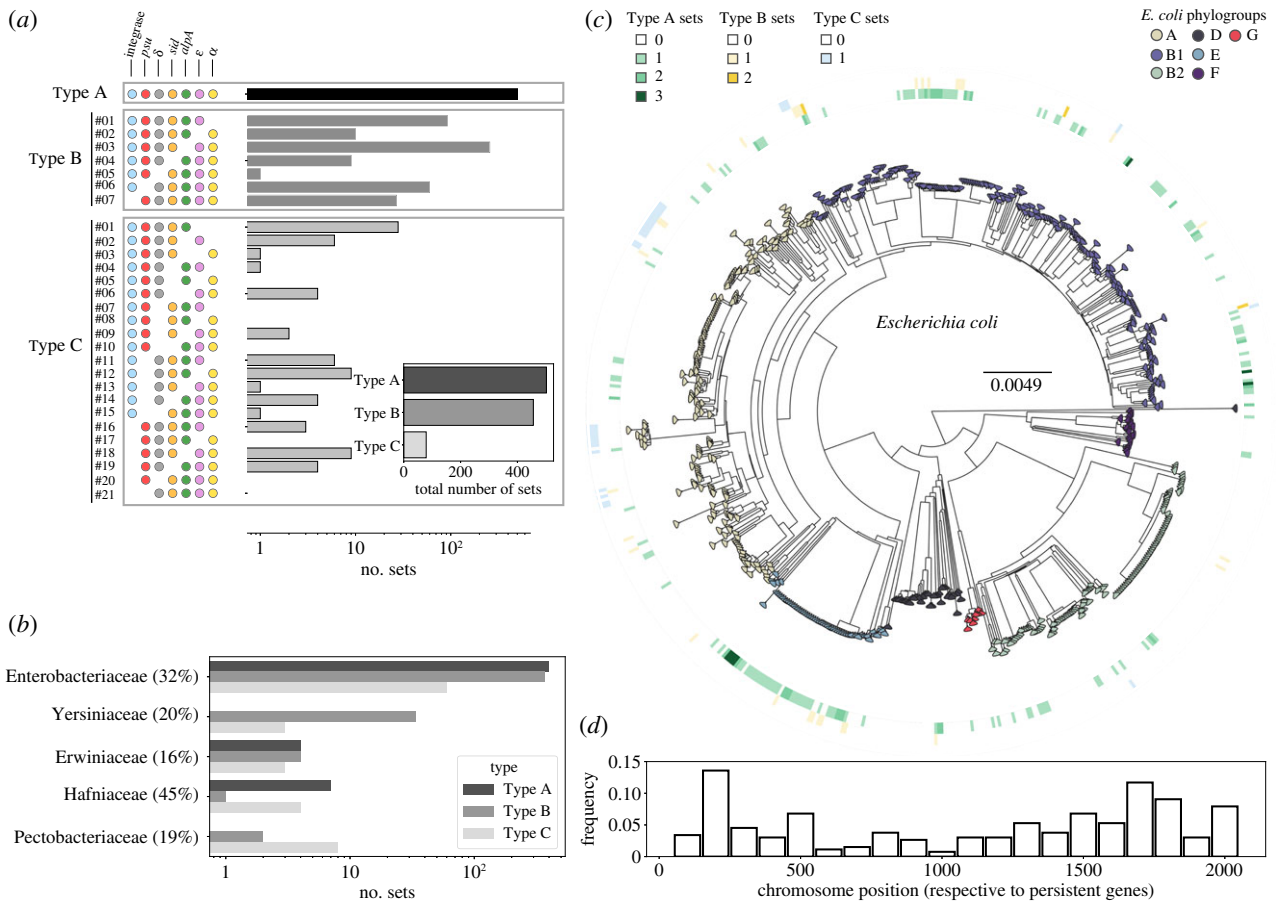 (a)
integrase
psu
δ
sid
alpA
ε
α
Type A
Type B
#01
#02
#03
#04
#05
#06
#07
Type C
#01
#02
#03
#04
#05
#06
#07
#08
#09
#10
#11
#12
#13
#14
#15
#16
#17
#18
#19
#20
#21
Type A
Type B
Type C
0 200 400
total number of sets
1 10 10²
no. sets
(b)
Enterobacteriaceae (32%)
Yersiniaceae (20%)
Erwiniaceae (16%)
Hafniaceae (45%)
Pectobacteriaceae (19%)
type
Type A
Type B
Type C
1 10 10²
no. sets
(c)
Type A sets
0
1
2
3
Type B sets
0
1
2
Type C sets
0
1
E. coli phylogroups
A D G
B1 E
B2 F
Escherichia coli
0.0049
(d)
frequency
0.15
0.10
0.05
0
0 500 1000 1500 2000
chromosome position (respective to persistent genes)